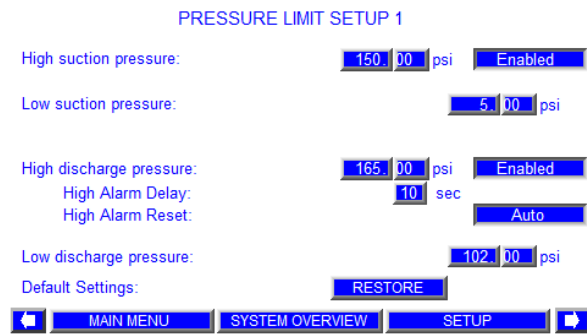 PRESSURE LIMIT SETUP 1
High suction pressure: 150. 00 psi Enabled
Low suction pressure: 5. 00 psi
High discharge pressure: 165. 00 psi Enabled
High Alarm Delay: 10 sec
High Alarm Reset: Auto
Low discharge pressure: 102. 00 psi
Default Settings: RESTORE
MAIN MENU SYSTEM OVERVIEW SETUP